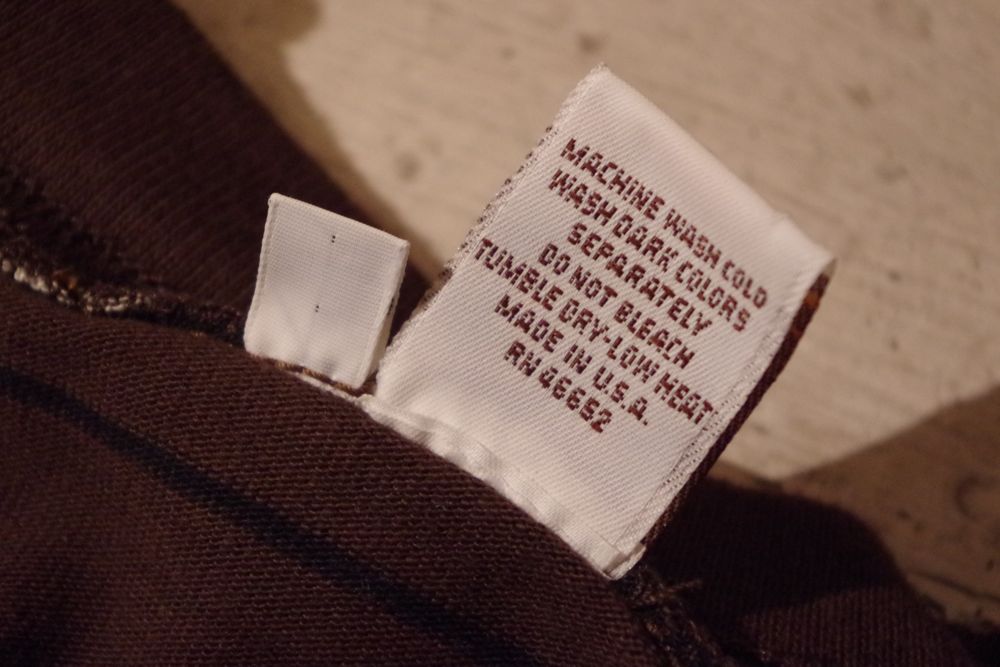 MACHINE WASH COLD
WASH DARK COLORS
SEPARATELY
DO NOT BLEACH
TUMBLE DRY-LOW HEAT
MADE IN U.S.A.
RN46652